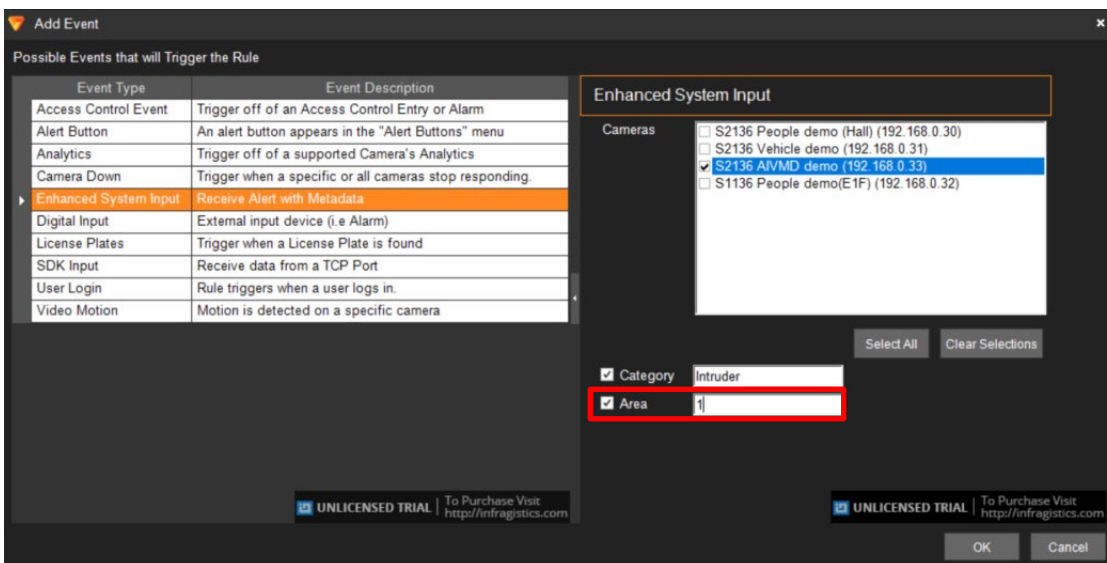 Add Event
Possible Events that will Trigger the Rule
Event Type Event Description
Access Control Event Trigger off of an Access Control Entry or Alarm
Alert Button An alert button appears in the "Alert Buttons" menu
Analytics Trigger off of a supported Camera's Analytics
Camera Down Trigger when a specific or all cameras stop responding.
Enhanced System Input Receive Alert with Metadata
Digital Input External input device (i.e Alarm)
License Plates Trigger when a License Plate is found
SDK Input Receive data from a TCP Port
User Login Rule triggers when a user logs in.
Video Motion Motion is detected on a specific camera
UNLICENSED TRIAL To Purchase Visit
http://infragistics.com
Enhanced System Input
Cameras
S2136 People demo (Hall) (192.168.0.30)
S2136 Vehicle demo (192.168.0.31)
S2136 AIVMD demo (192.168.0.33)
S1136 People demo(E1F) (192.168.0.32)
Select All Clear Selections
Category Intruder
Area 1
UNLICENSED TRIAL To Purchase Visit
http://infragistics.com
OK Cancel